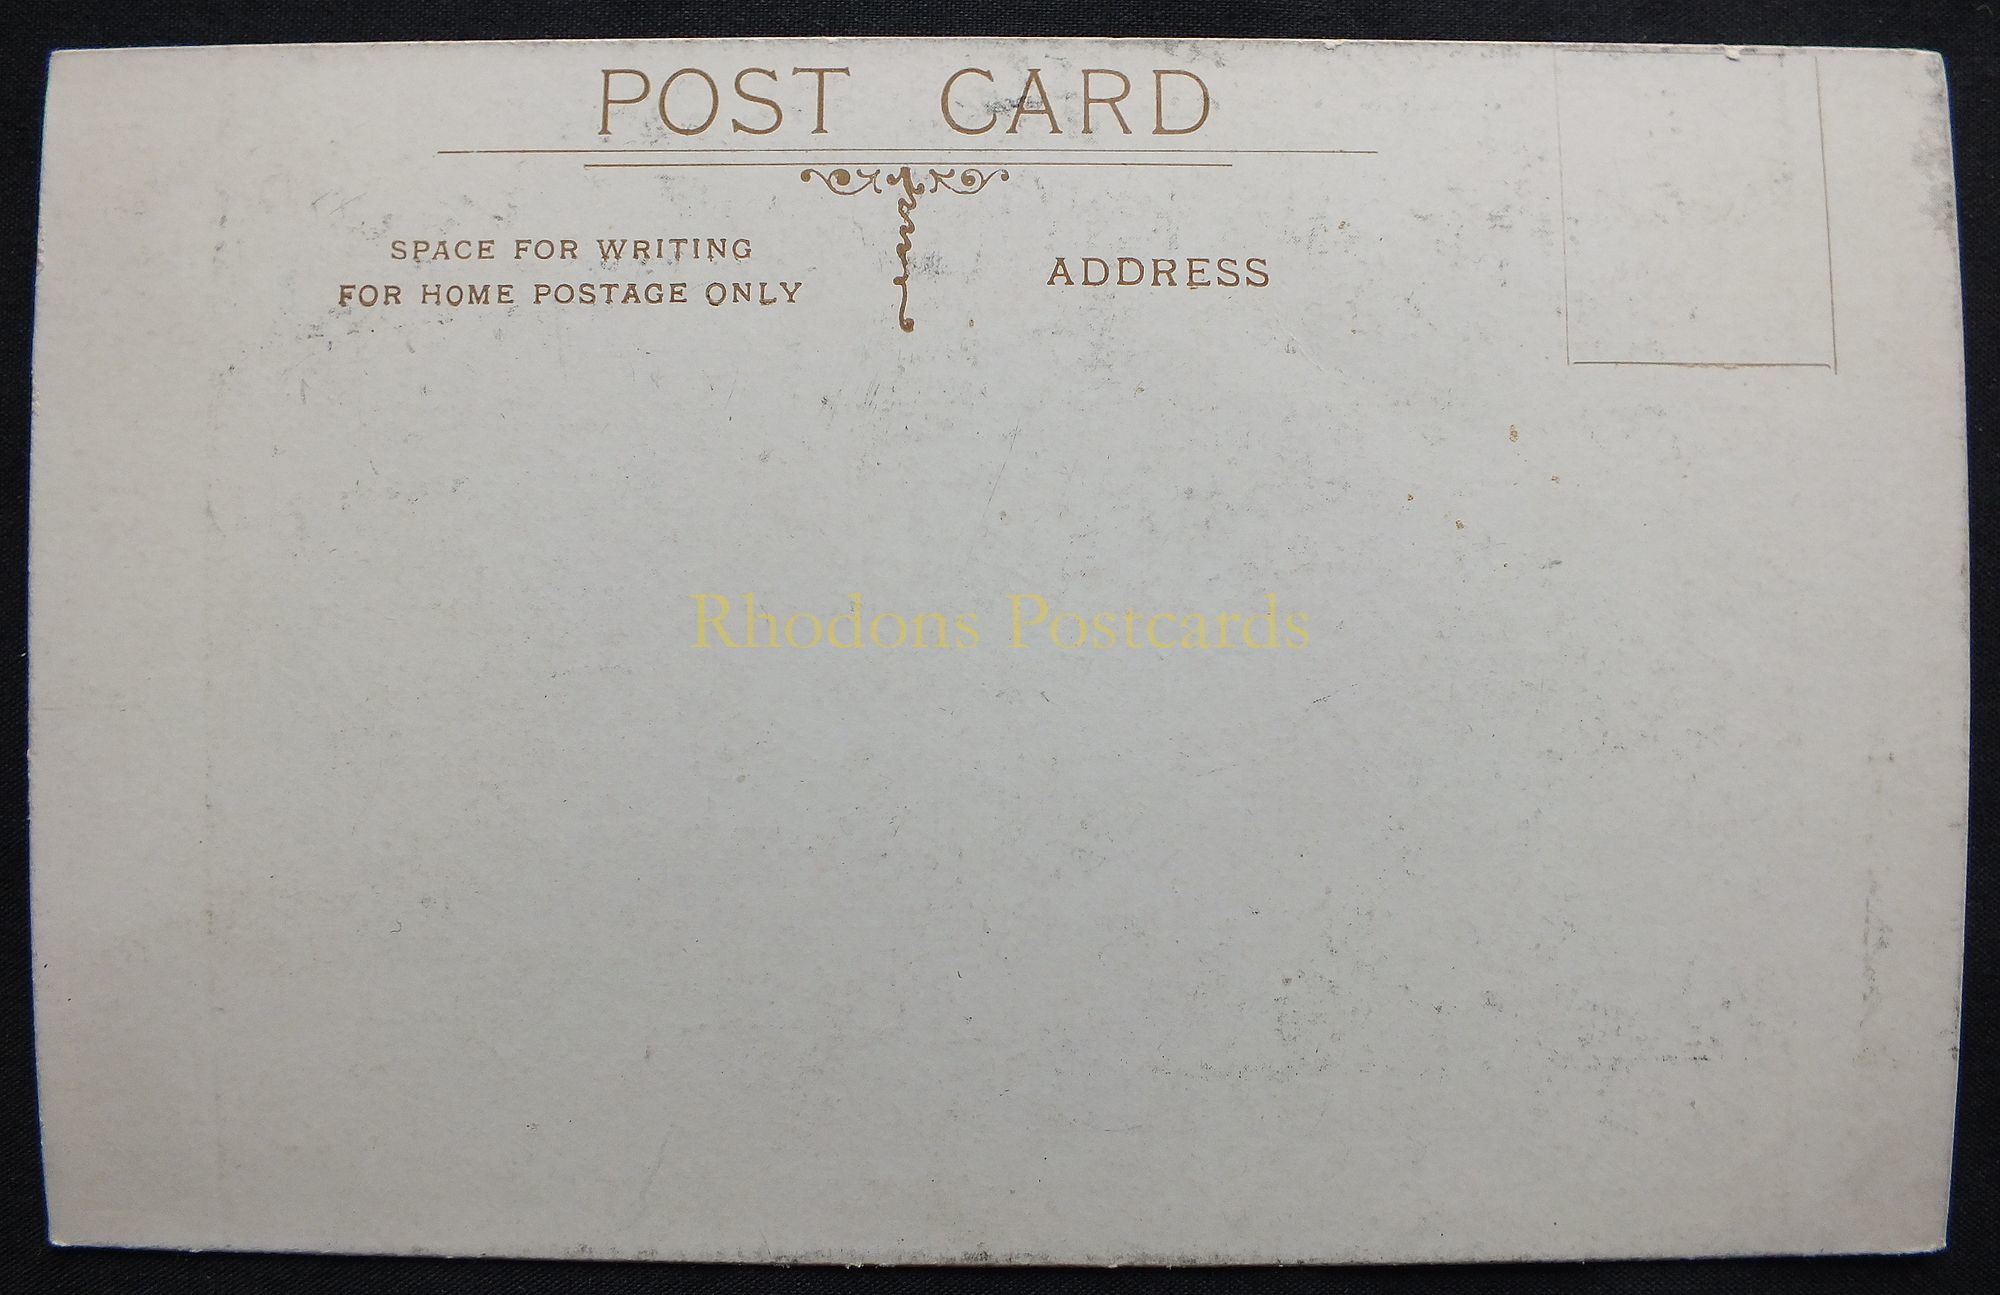 POST CARD
SPACE FOR WRITING
FOR HOME POSTAGE ONLY
ADDRESS
Rhodons Postcards